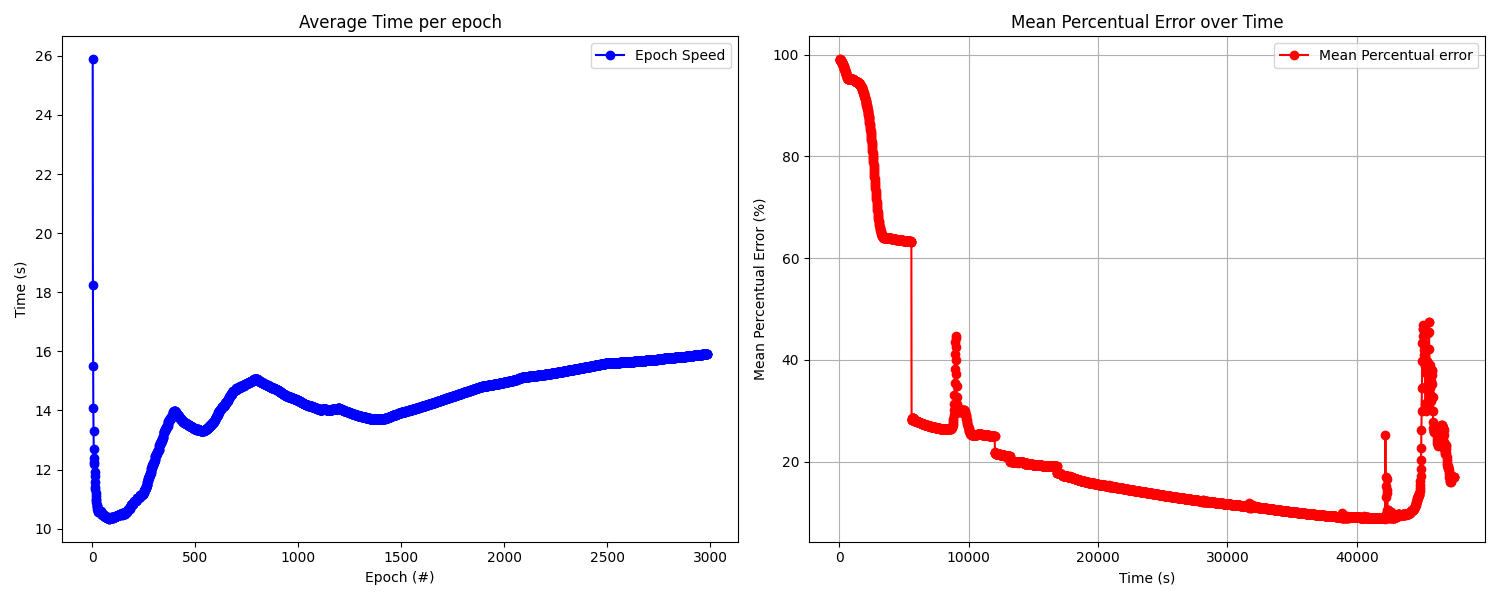 Average Time per epoch
Epoch Speed
26
24
22
20
18
16
14
12
10
Time (s)
0 500 1000 1500 2000 2500 3000
Epoch (#)
Mean Percentual Error over Time
Mean Percentual error
100
80
60
40
20
Mean Percentual Error (%)
0 10000 20000 30000 40000
Time (s)